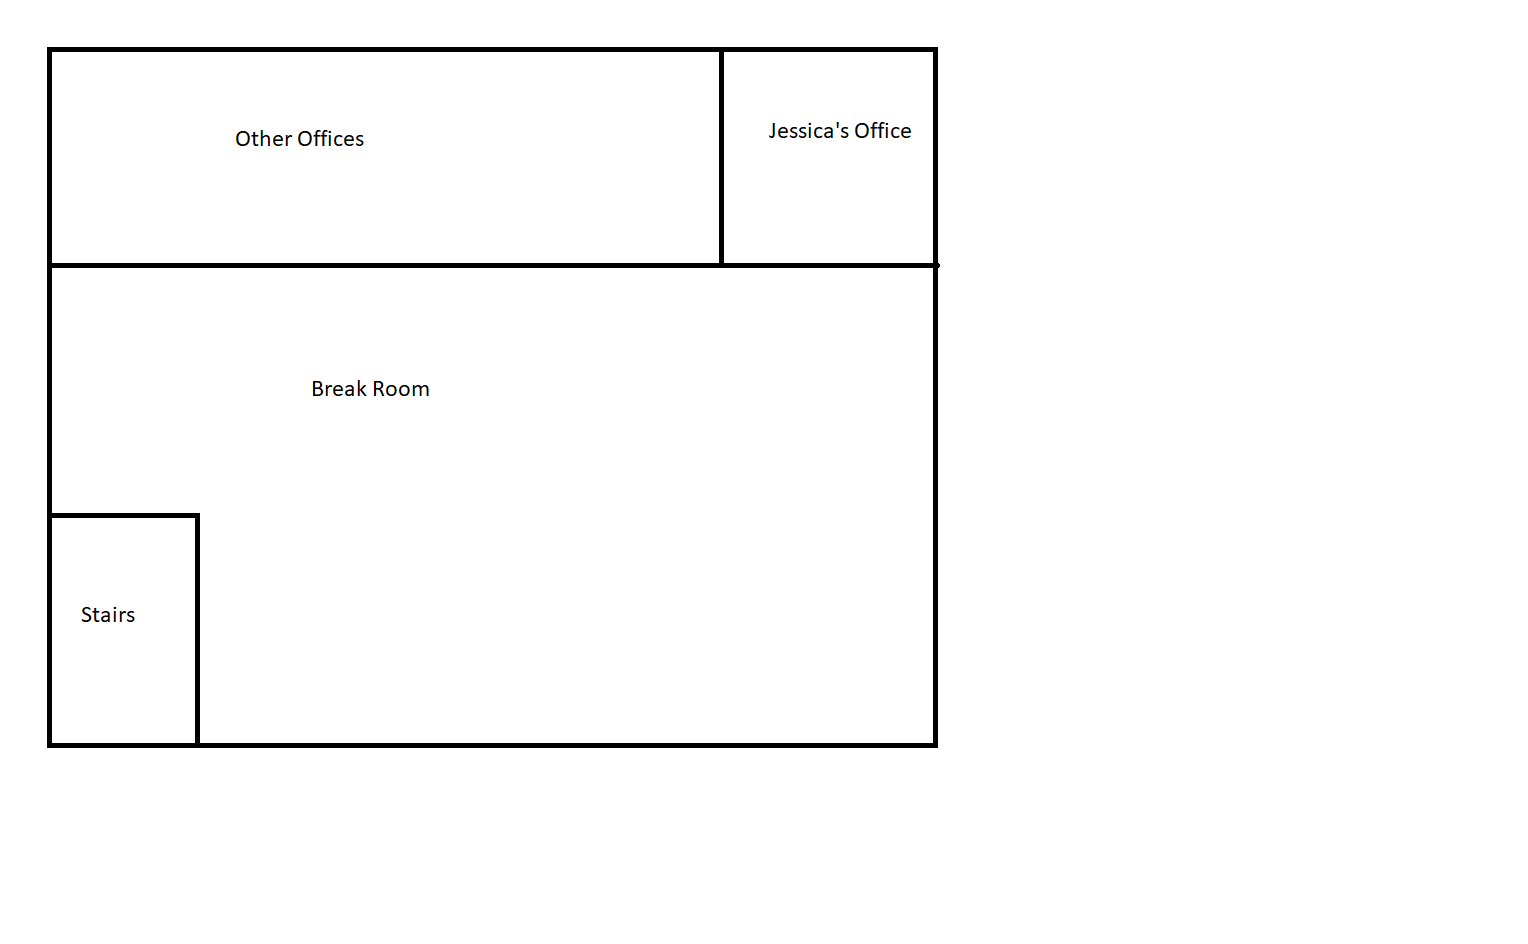 Other Offices
Jessica's Office
Break Room
Stairs